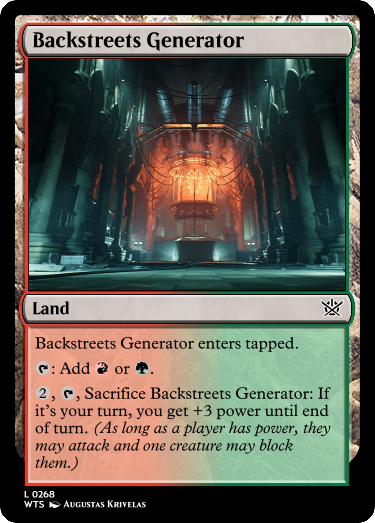 Backstreets Generator
Land
Backstreets Generator enters tapped.
: Add or .
2, , Sacrifice Backstreets Generator: If
it's your turn, you get +3 power until end
of turn. (As long as a player has power, they
may attack and one creature may block
them.)
L 0268
WTS Augustas Krivelas